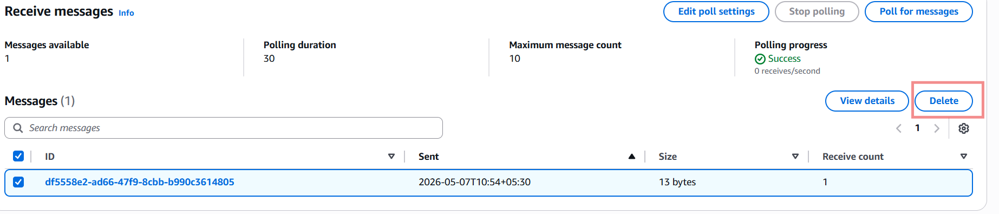 Receive messages Info
Edit poll settings Stop polling Poll for messages
Messages available Polling duration Maximum message count Polling progress
1 30 10 Success
0 receives/second
Messages (1) View details Delete
Search messages 1
ID Sent Size Receive count
df5558e2-ad66-47f9-8cbb-b990c3614805 2026-05-07T10:54+05:30 13 bytes 1